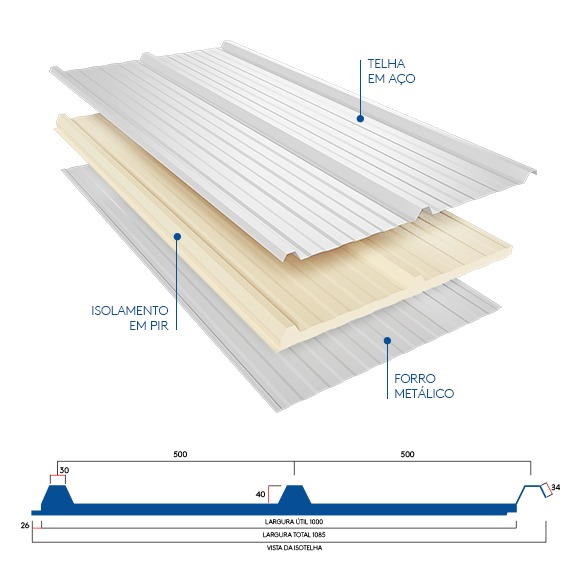 TELHA
EM AÇO
ISOLAMENTO
EM PIR
FORRO
METÁLICO
500
500
30
40
34
26
LARGURA ÚTIL 1000
LARGURA TOTAL 1085
VISTA DA ISOTELHA